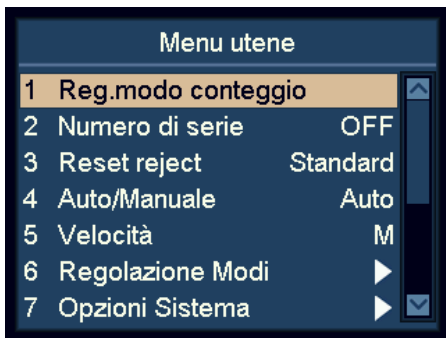 Menu utene
1 Reg.modo conteggio
2 Numero di serie OFF
3 Reset reject Standard
4 Auto/Manuale Auto
5 Velocità M
6 Regolazione Modi
7 Opzioni Sistema